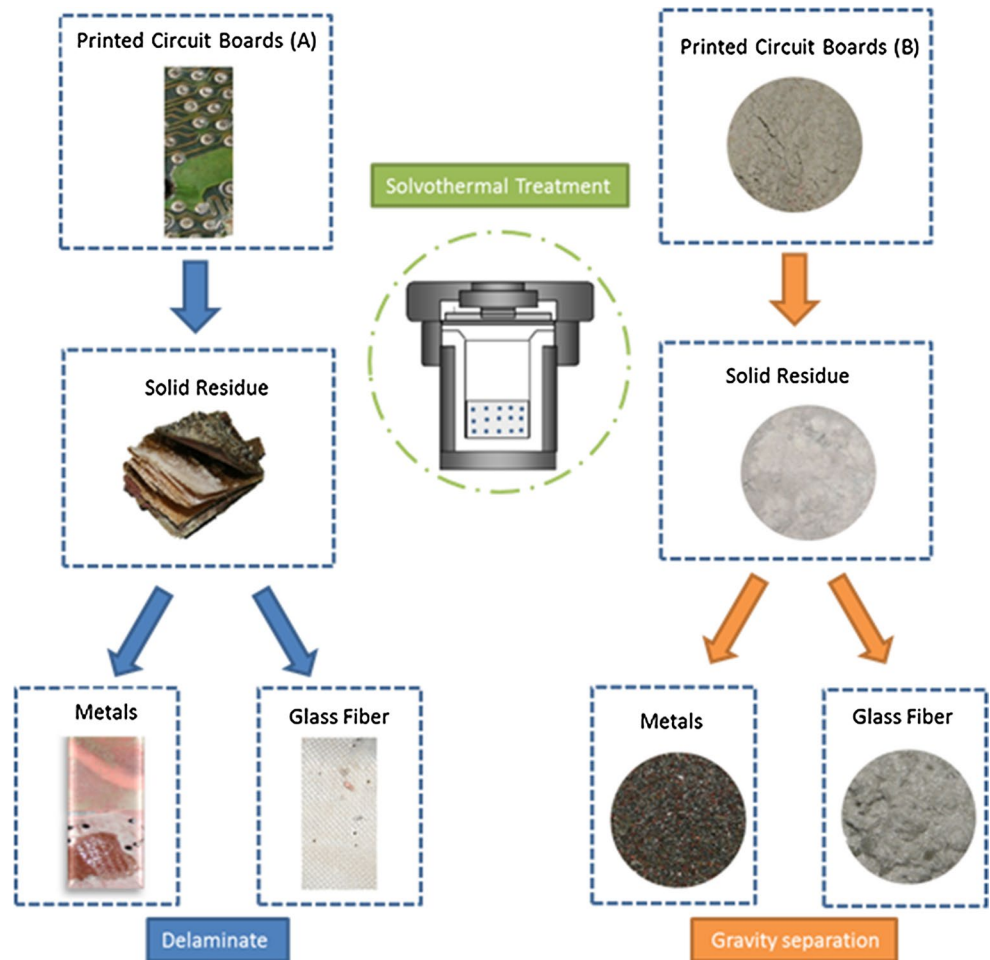 Printed Circuit Boards (A)
Printed Circuit Boards (B)
Solvothermal Treatment
Solid Residue
Solid Residue
Metals
Glass Fiber
Metals
Glass Fiber
Delaminate
Gravity separation